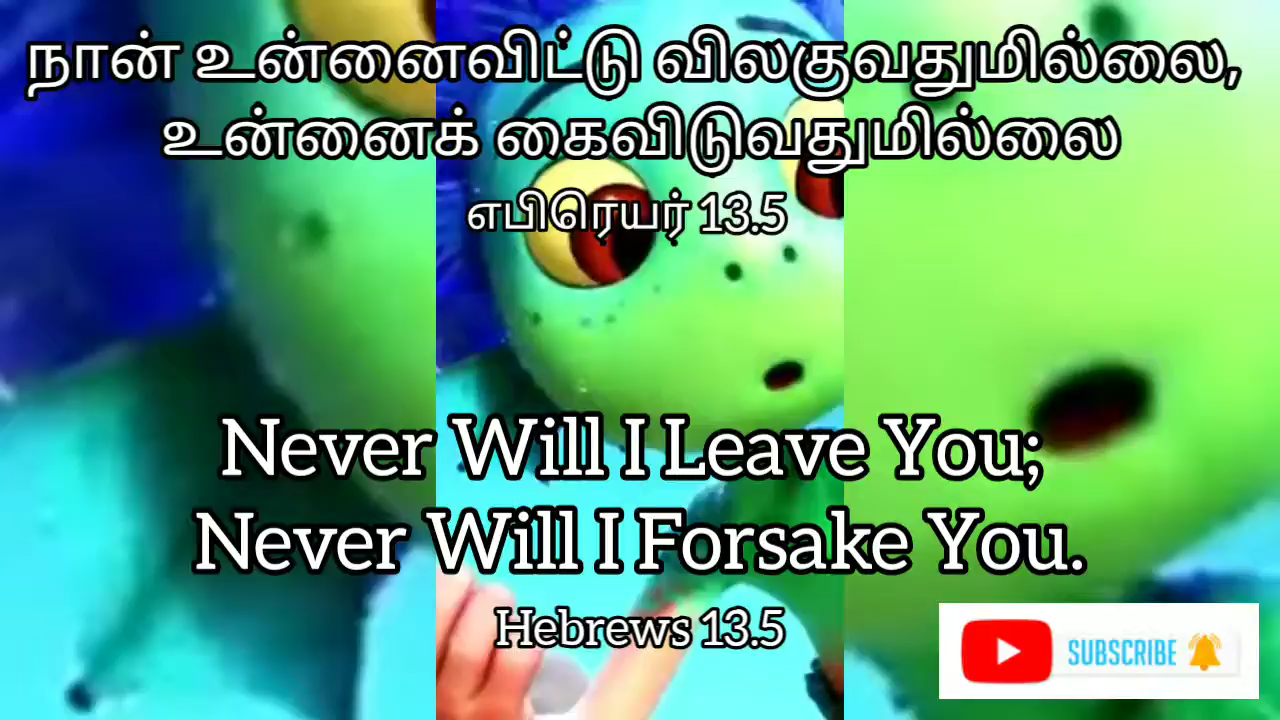 நான் உன்னைவிட்டு விலகுவதுமில்லை,
உன்னைக் கைவிடுவதுமில்லை
எபிரெயர் 13.5
Never Will I Leave You;
Never Will I Forsake You.
Hebrews 13.5
SUBSCRIBE